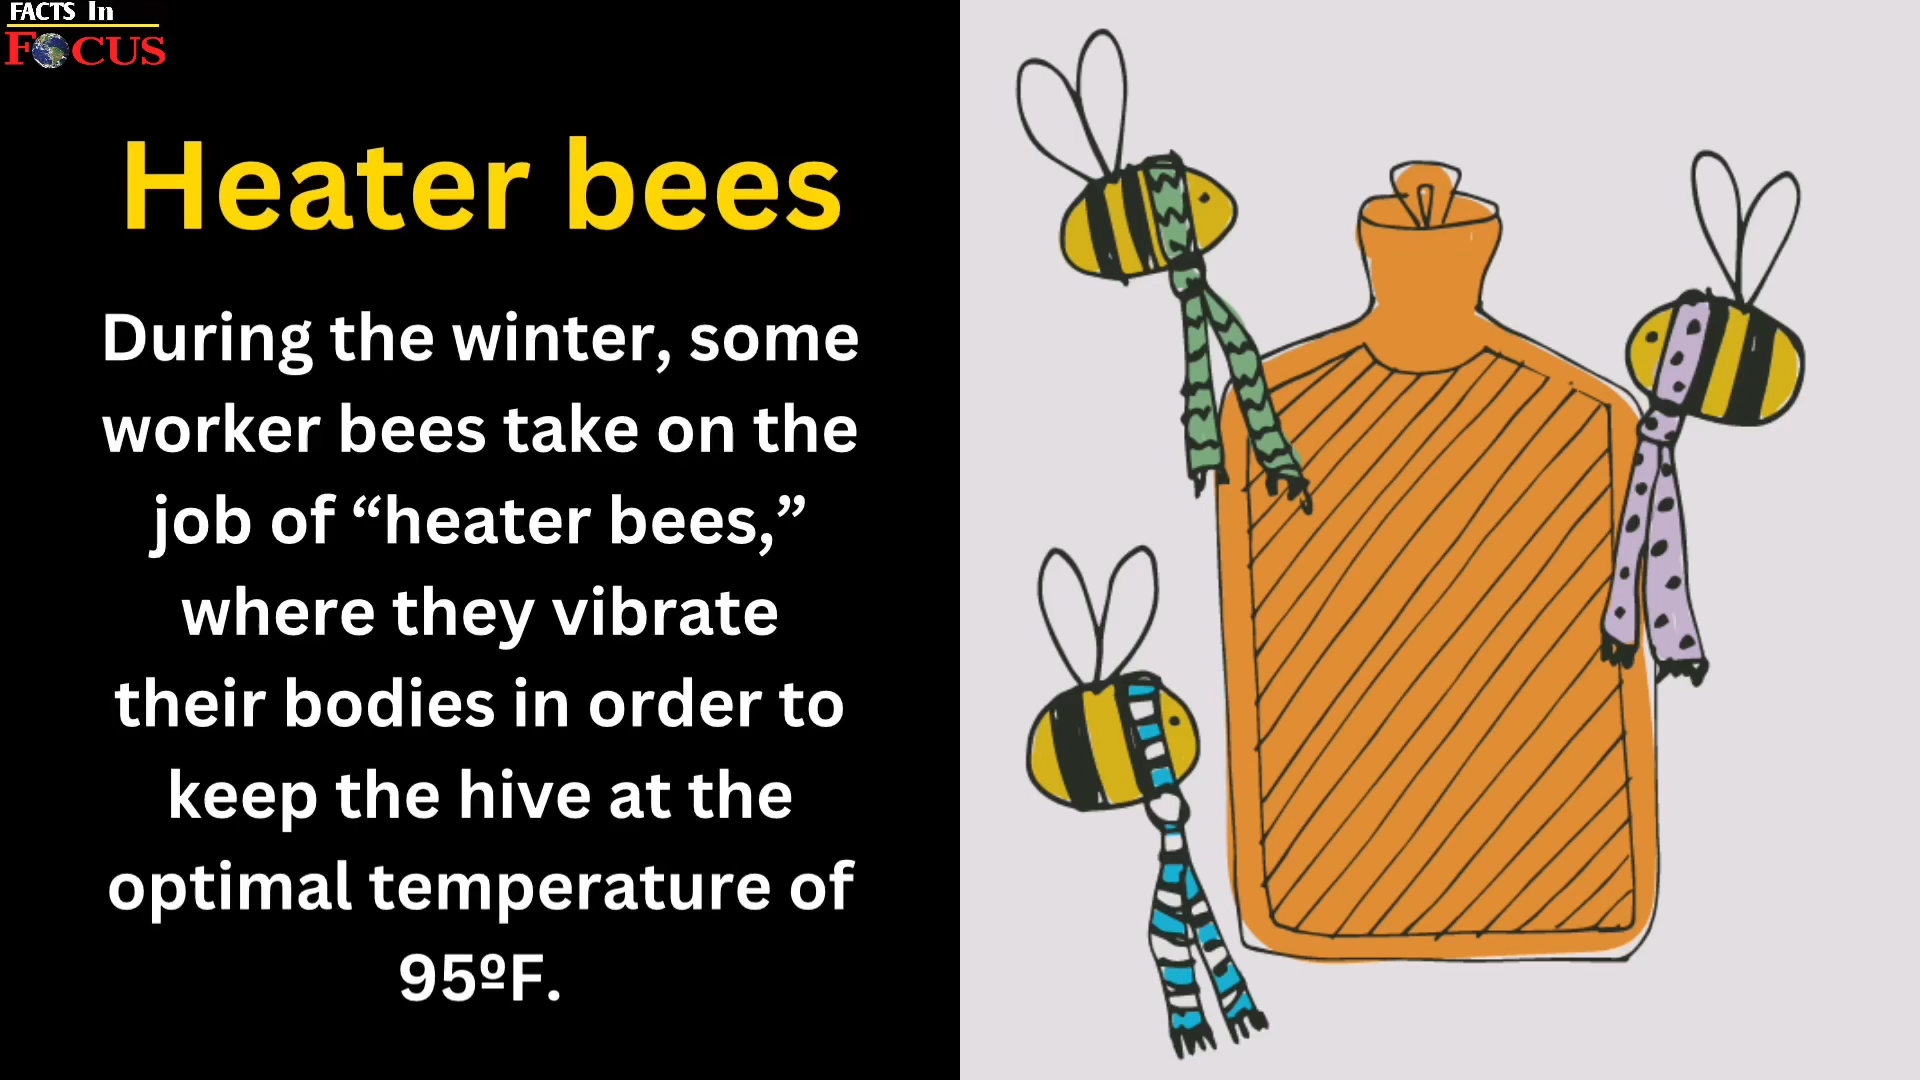 FACTS In
FOCUS
Heater bees
During the winter, some
worker bees take on the
job of “heater bees,”
where they vibrate
their bodies in order to
keep the hive at the
optimal temperature of
95ºF.